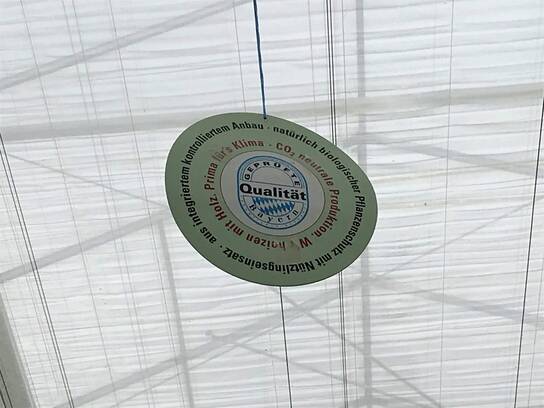 aus integriertem kontrolliertem Anbau - natürlich biologischer Pflanzenschutz mit Nützlingseinsatz -
Prima für's Klima - CO₂ neutrale Produktion. Wir heizen mit Holz.
GEPRÜFTE
Qualität
Bayern